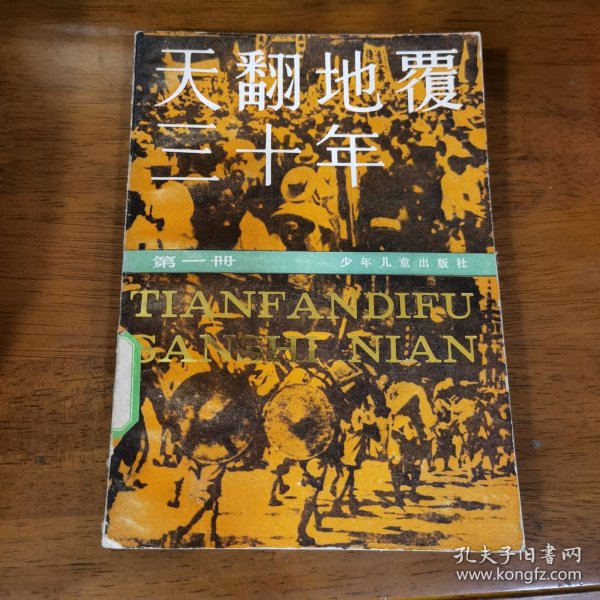 天翻地覆
三十年
第一冊 少年儿童出版社
TIANFANDIFU
SANSHI NIAN
孔夫子旧书网
www.kongfz.com